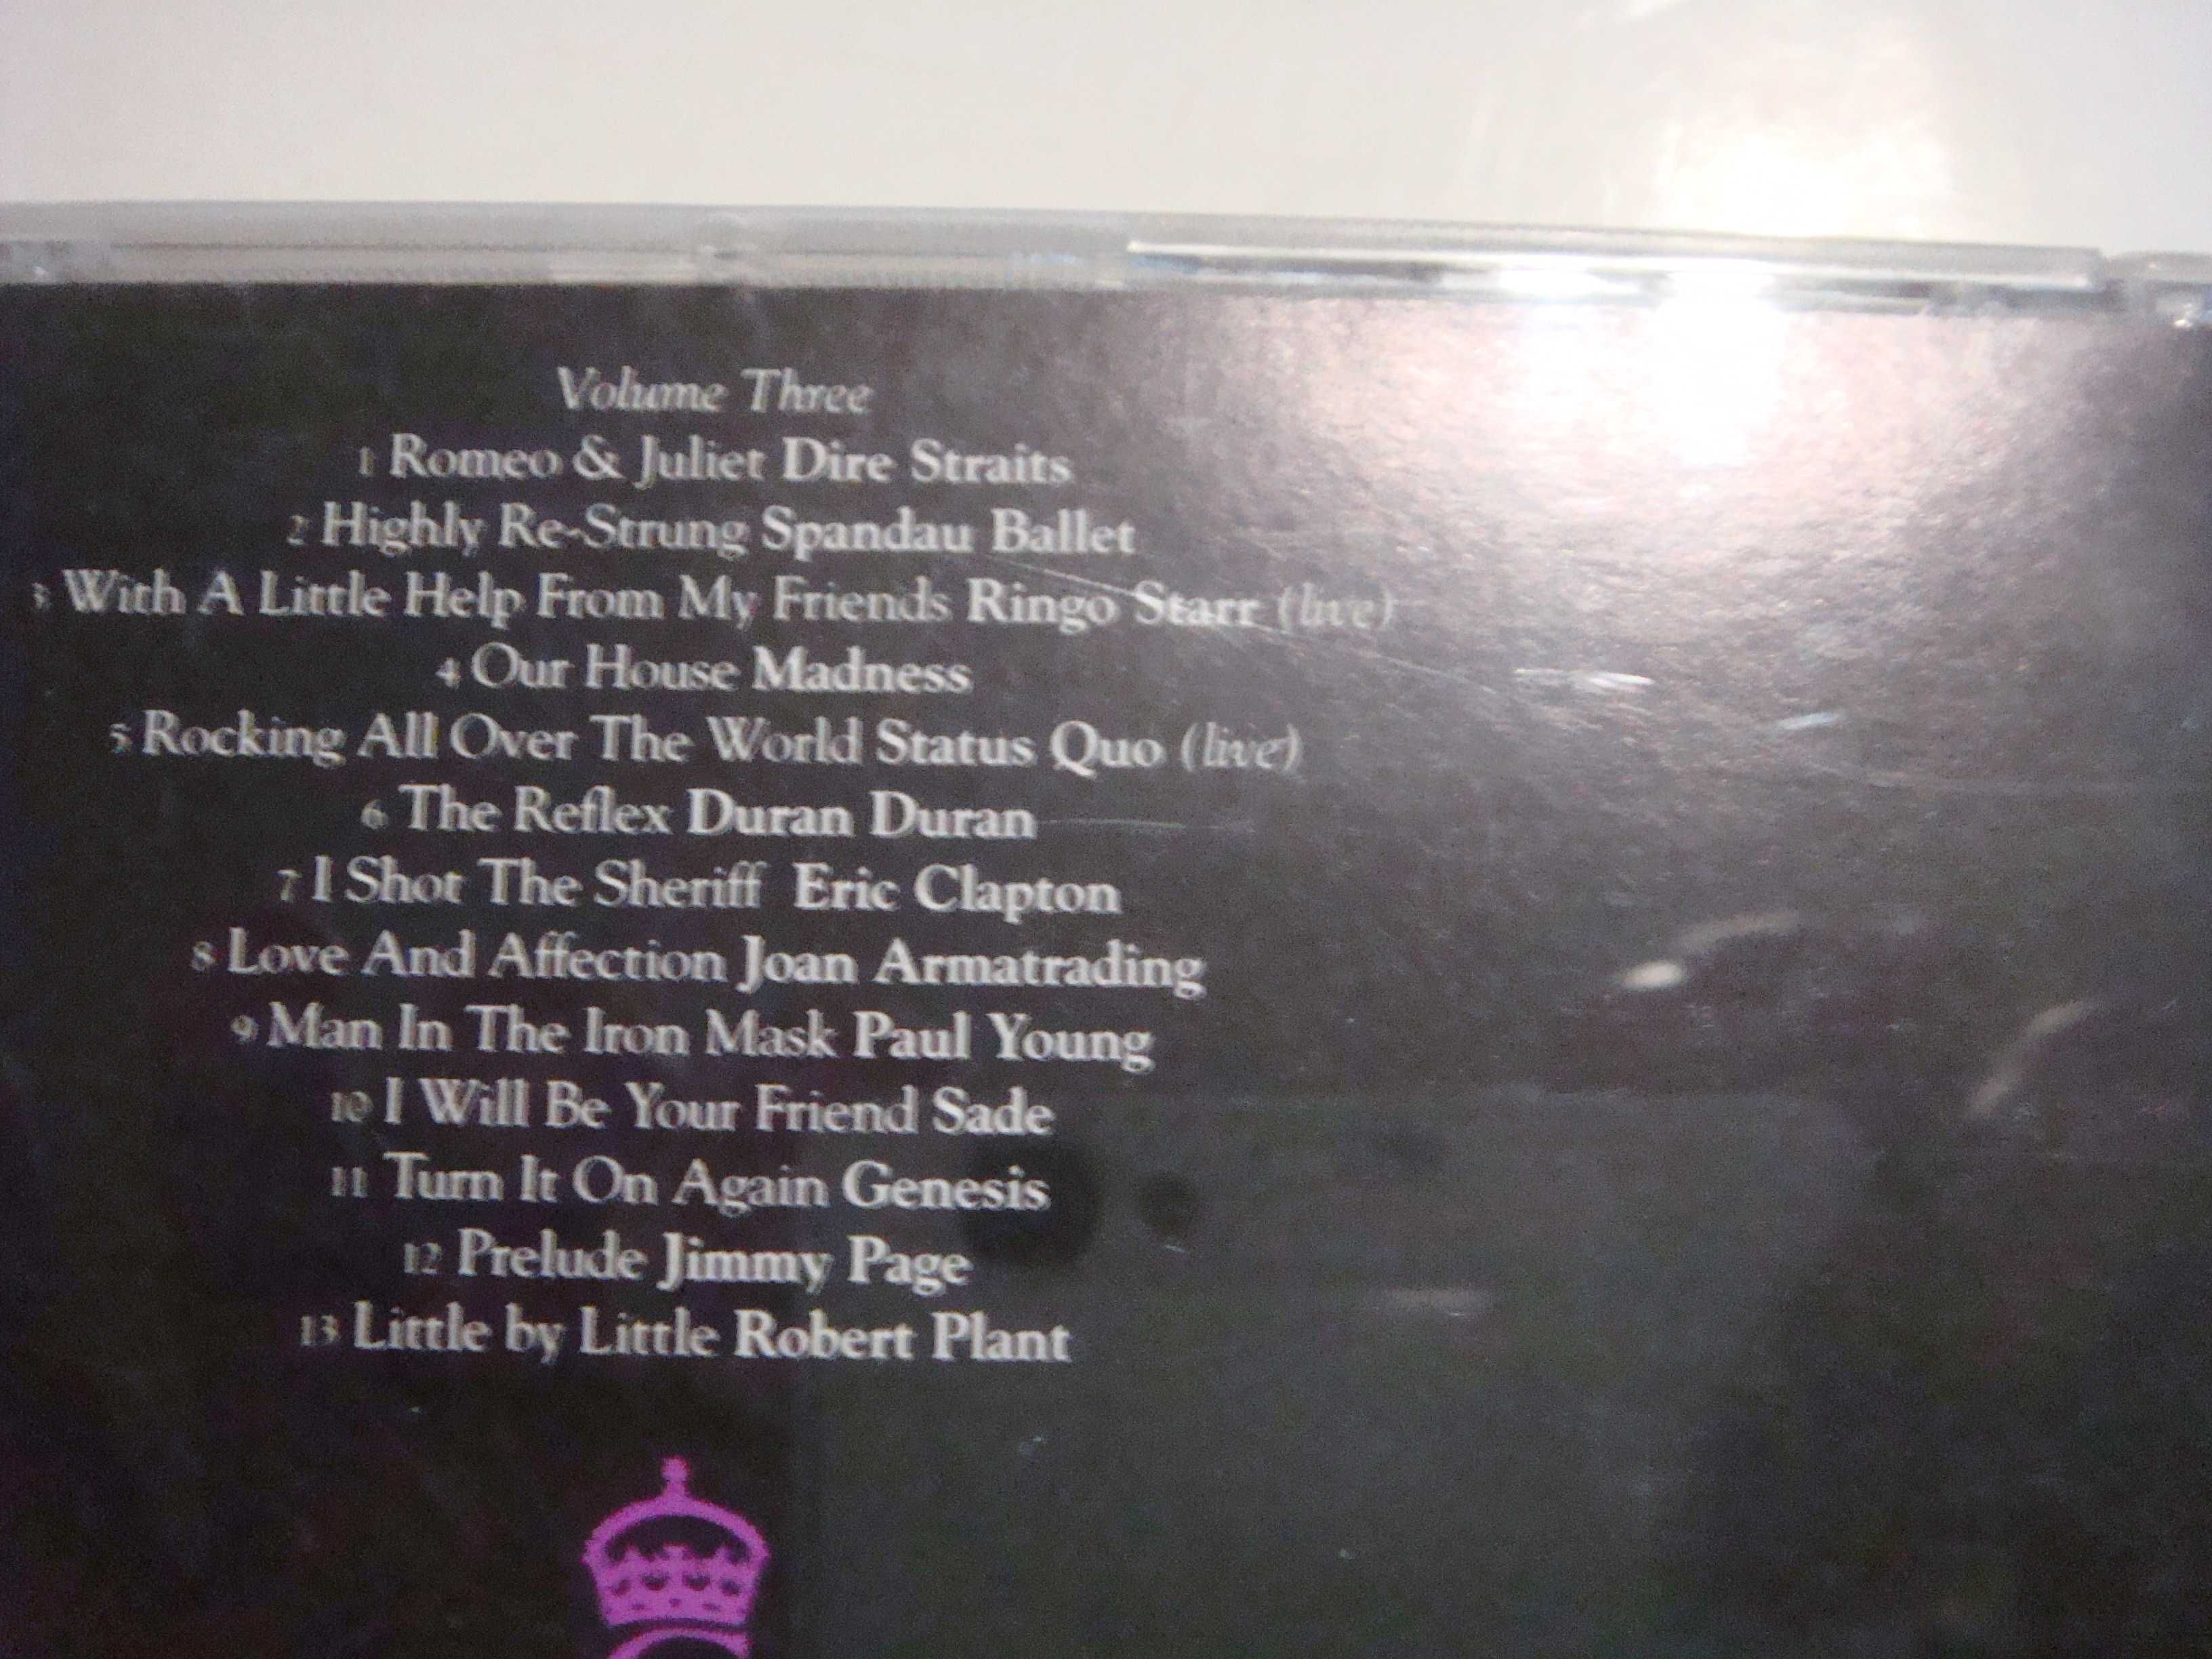 Volume Three
1 Romeo & Juliet Dire Straits
2 Highly Re-Strung Spandau Ballet
3 With A Little Help From My Friends Ringo Starr (live)
4 Our House Madness
5 Rocking All Over The World Status Quo (live)
6 The Reflex Duran Duran
7 I Shot The Sheriff Eric Clapton
8 Love And Affection Joan Armatrading
9 Man In The Iron Mask Paul Young
10 I Will Be Your Friend Sade
11 Turn It On Again Genesis
12 Prelude Jimmy Page
13 Little by Little Robert Plant